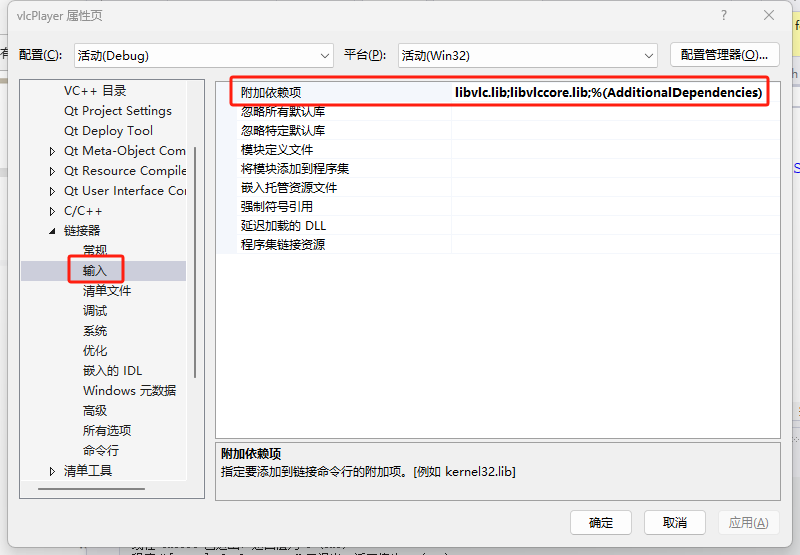 vlcPlayer 属性页
配置(C): 活动(Debug) 平台(P): 活动(Win32) 配置管理器(O)...
VC++ 目录
Qt Project Settings
Qt Deploy Tool
Qt Meta-Object Com
Qt Resource Compile
Qt User Interface Co
C/C++
链接器
常规
输入
清单文件
调试
系统
优化
嵌入的 IDL
Windows 元数据
高级
所有选项
命令行
清单工具
附加依赖项 libvlc.lib;libvlccore.lib;%(AdditionalDependencies)
忽略所有默认库
忽略特定默认库
模块定义文件
将模块添加到程序集
嵌入托管资源文件
强制符号引用
延迟加载的 DLL
程序集链接资源
附加依赖项
指定要添加到链接命令行的附加项。[例如 kernel32.lib]
确定 取消 应用(A)